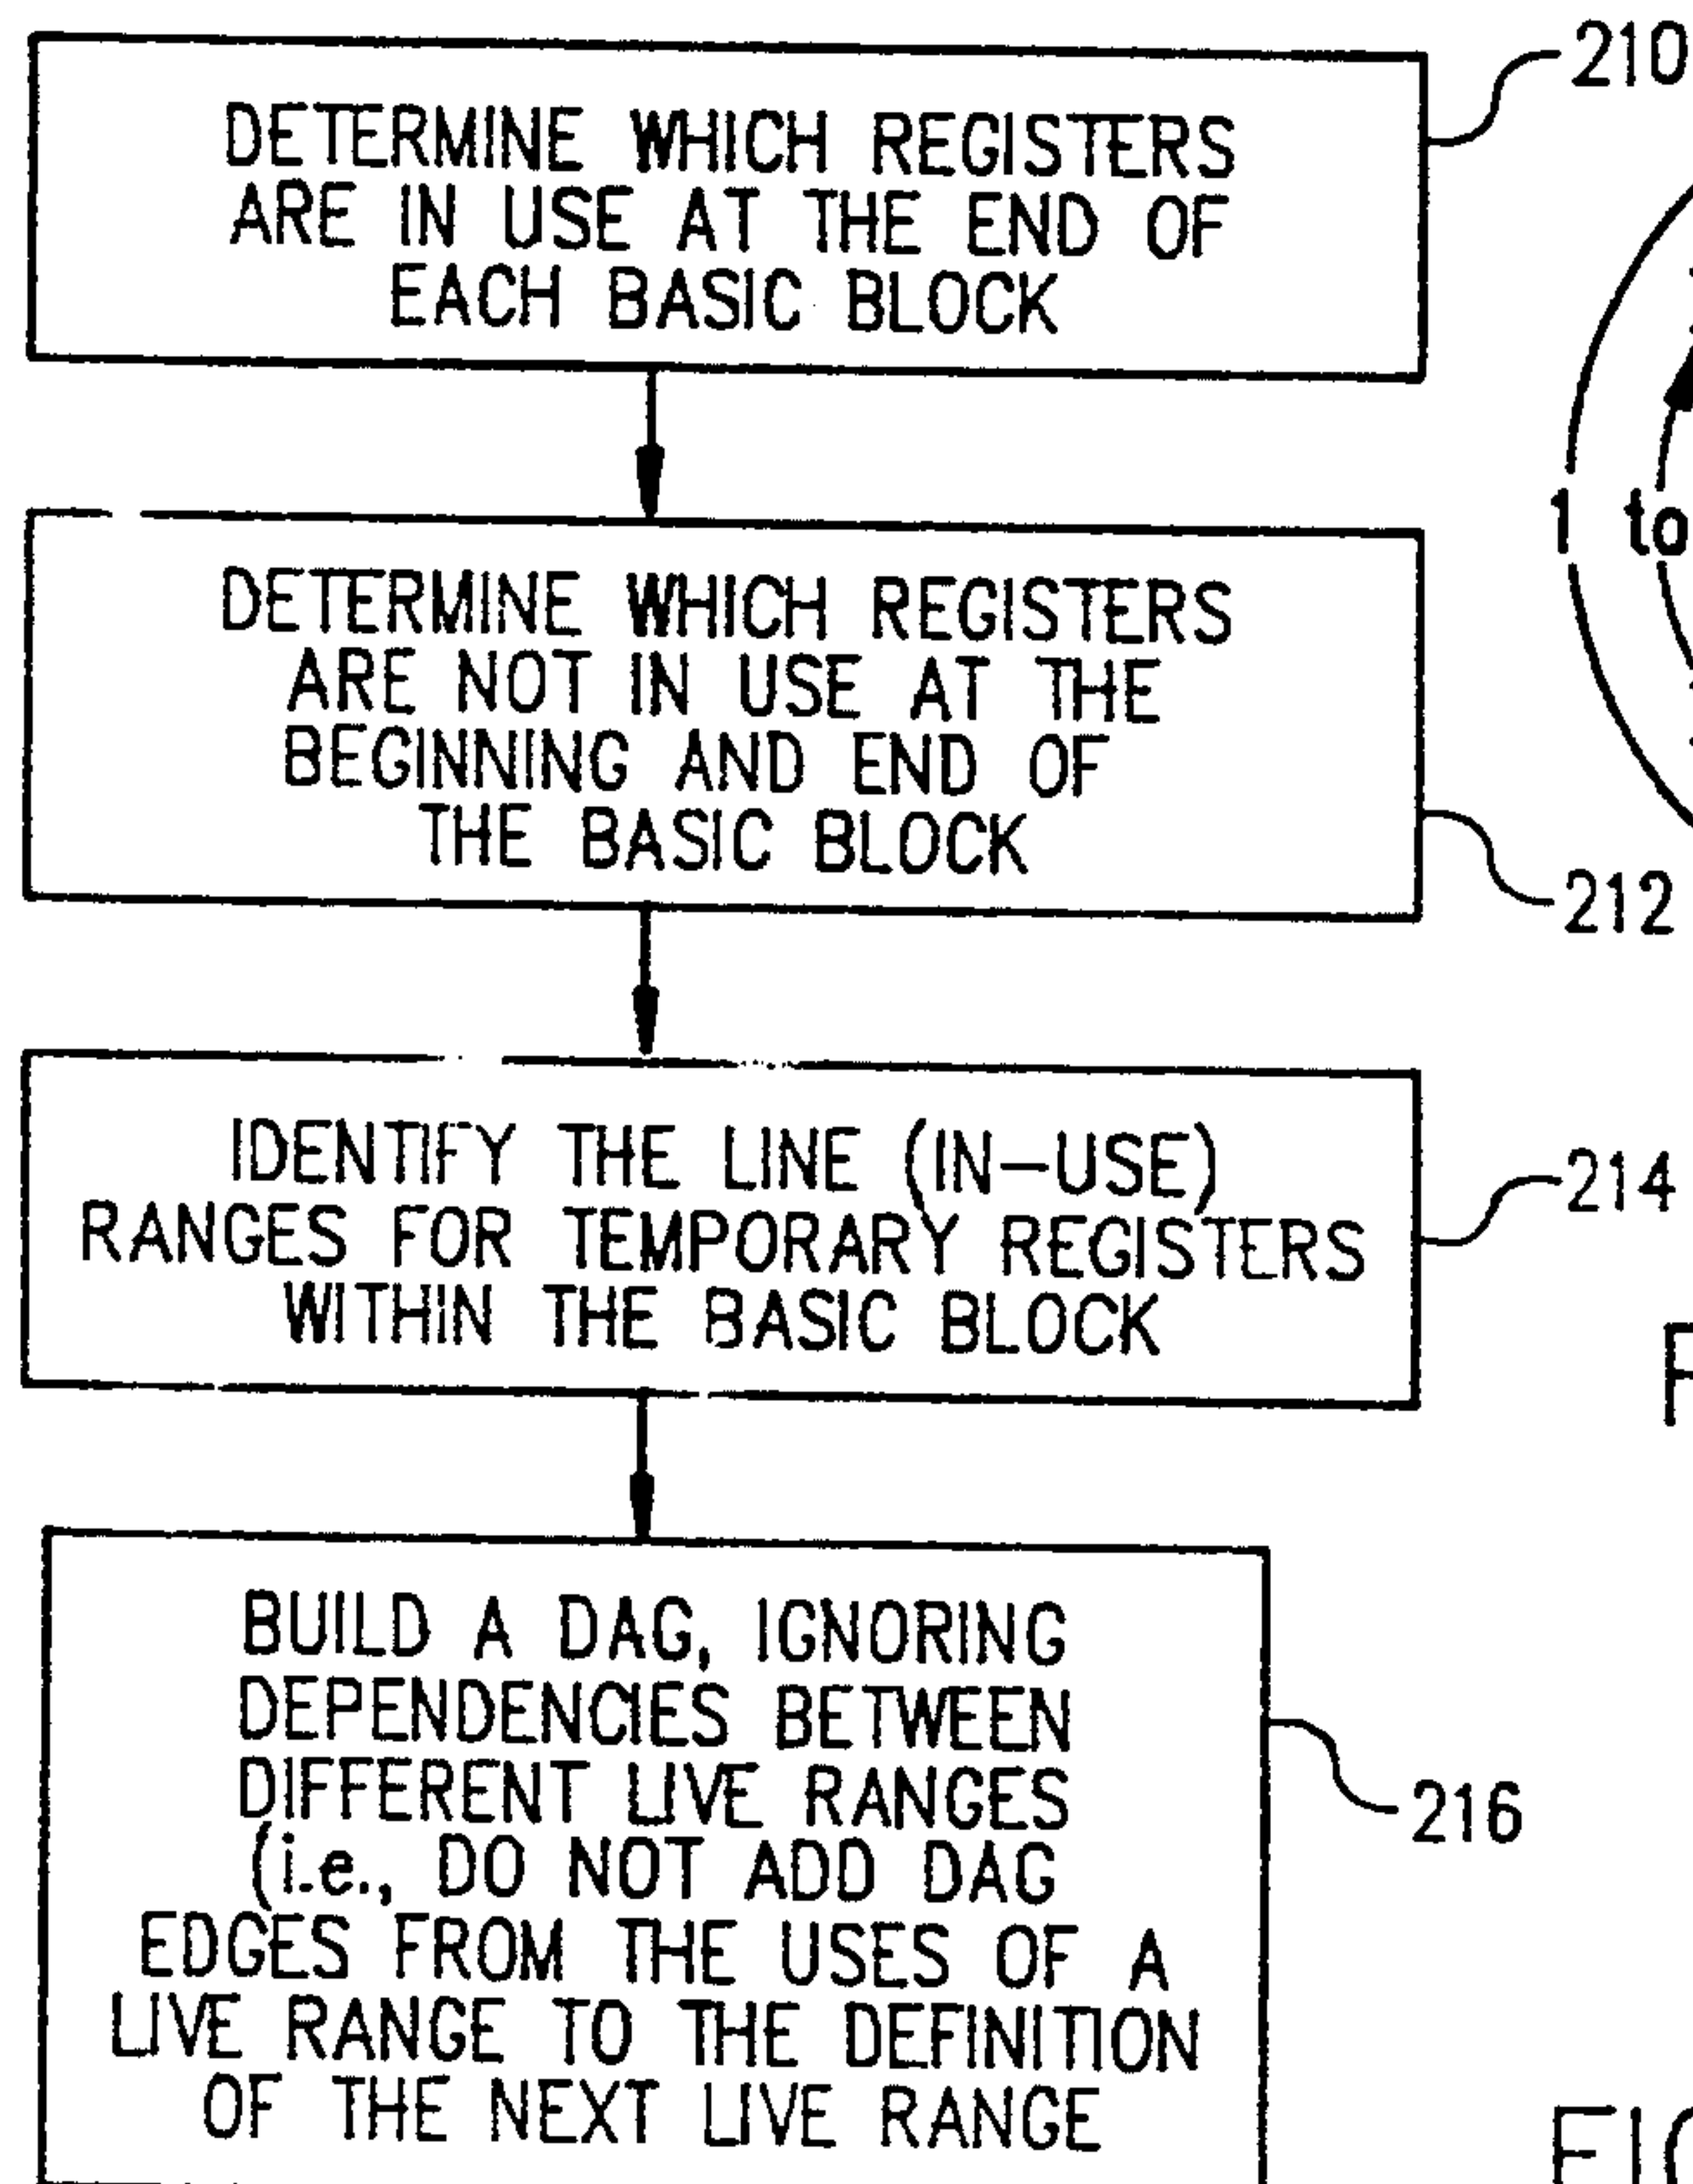 210
DETERMINE WHICH REGISTERS
ARE IN USE AT THE END OF
EACH BASIC BLOCK
1 to
DETERMINE WHICH REGISTERS
ARE NOT IN USE AT THE
BEGINNING AND END OF
THE BASIC BLOCK
212
IDENTIFY THE LINE (IN-USE)
RANGES FOR TEMPORARY REGISTERS
WITHIN THE BASIC BLOCK
214
BUILD A DAG, IGNORING
DEPENDENCIES BETWEEN
DIFFERENT LIVE RANGES
(i.e., DO NOT ADD DAG
EDGES FROM THE USES OF A
LIVE RANGE TO THE DEFINITION
OF THE NEXT LIVE RANGE
216